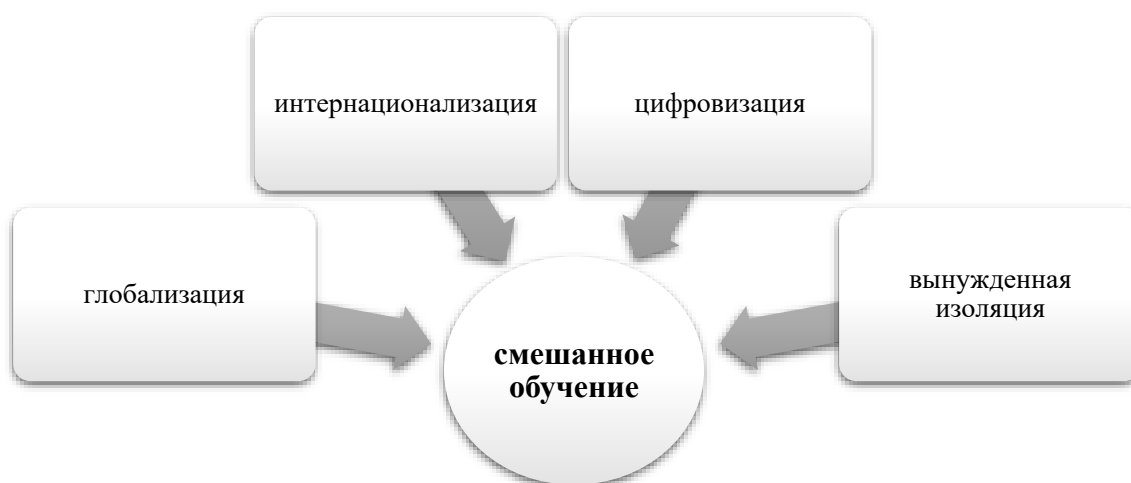 интернационализация
цифровизация
глобализация
вынужденная
изоляция
смешанное
обучение